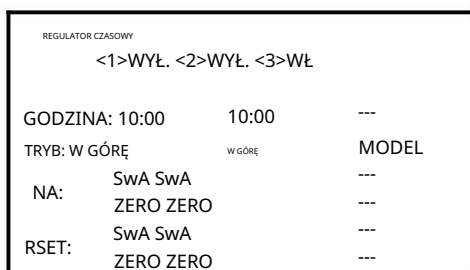 REGULATOR CZASOWY
<1>WYŁ. <2>WYŁ. <3>WŁ
GODZINA: 10:00 10:00 ---
TRYB: W GÓRĘ W GÓRĘ MODEL
NA: SwA SwA ---
ZERO ZERO ---
RSET: SwA SwA ---
ZERO ZERO ---